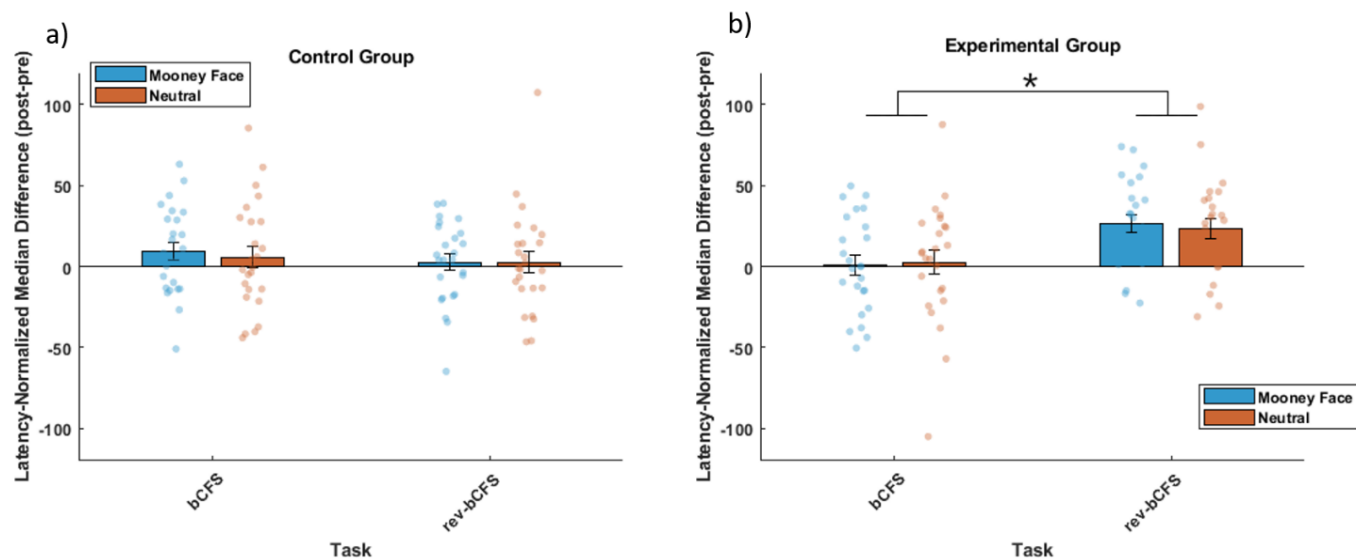 a)
Control Group
Latency-Normalized Median Difference (post-pre)
Mooney Face
Neutral
100
50
0
-50
-100
bCFS
rev-bCFS
Task
b)
Experimental Group
Latency-Normalized Median Difference (post-pre)
*
100
50
0
-50
-100
Mooney Face
Neutral
bCFS
rev-bCFS
Task